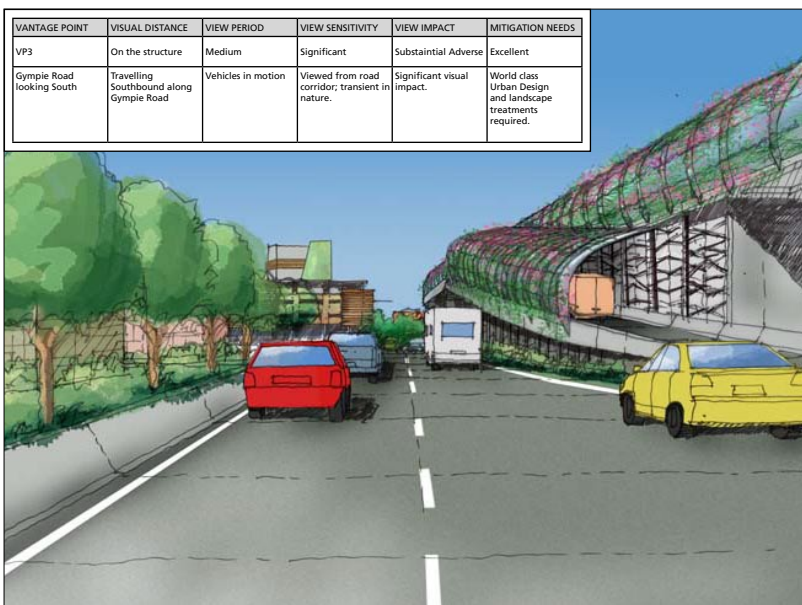 VANTAGE POINT VISUAL DISTANCE VIEW PERIOD VIEW SENSITIVITY VIEW IMPACT MITIGATION NEEDS
VP3 On the structure Medium Significant Substaintial Adverse Excellent
Gympie Road Travelling Vehicles in motion Viewed from road Significant visual World class
looking South Southbound along corridor; transient in impact. Urban Design
Gympie Road nature. and landscape
treatments
required.